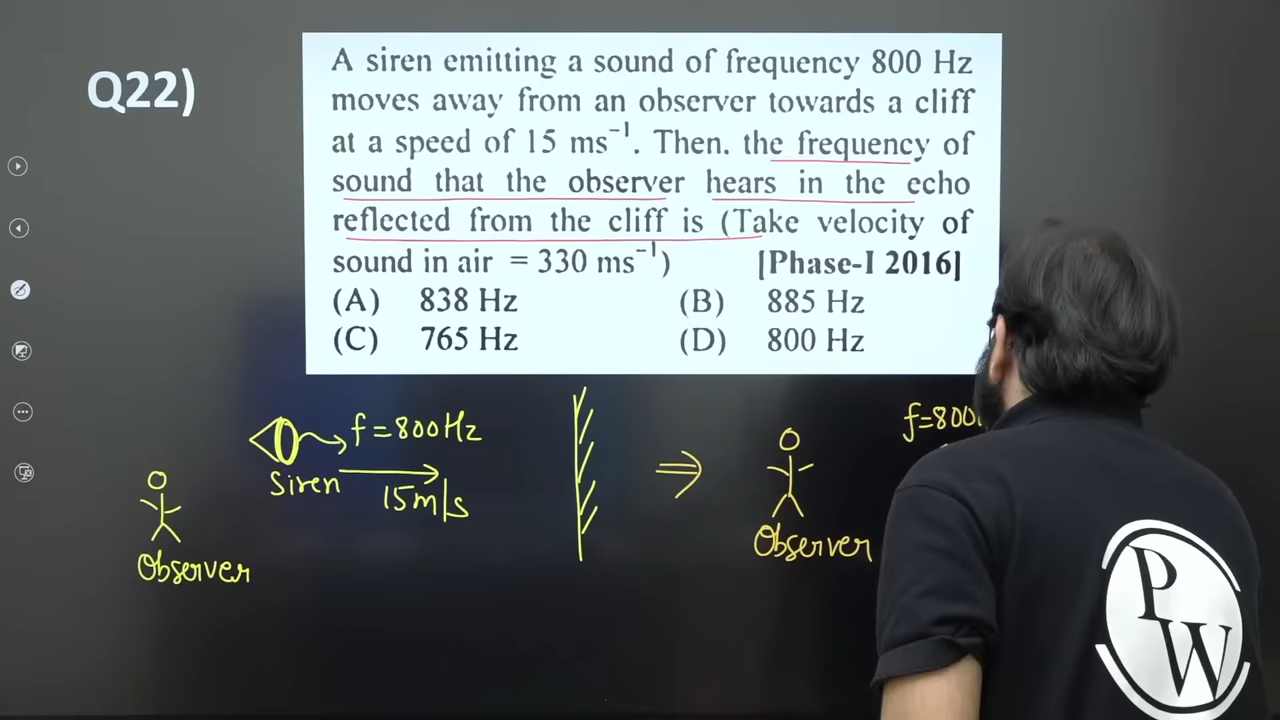 Q22)
A siren emitting a sound of frequency 800 Hz
moves away from an observer towards a cliff
at a speed of 15 ms⁻¹. Then. the frequency of
sound that the observer hears in the echo
reflected from the cliff is (Take velocity of
sound in air = 330 ms⁻¹) [Phase-I 2016]
(A) 838 Hz (B) 885 Hz
(C) 765 Hz (D) 800 Hz
f=800Hz
Siren
15m/s
Observer
⇒
f=800
Observer
P
W